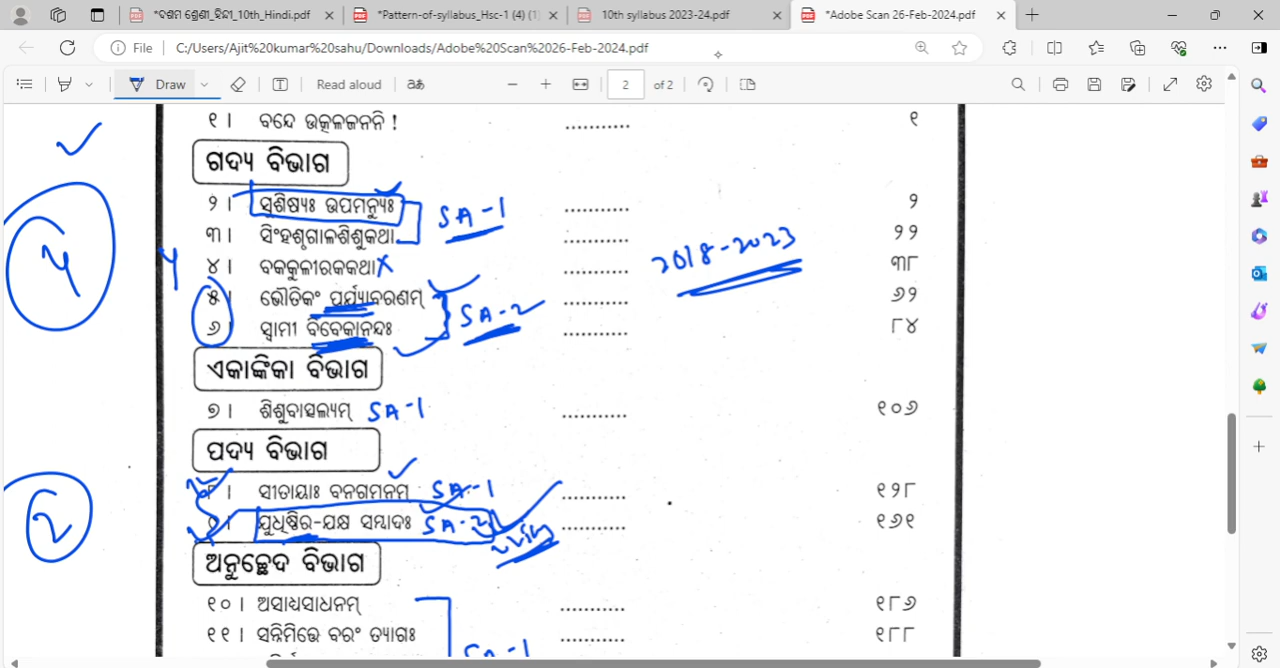 *ଦଶମ ଶ୍ରେଣୀ_ହିନ୍ଦୀ_10th_Hindi.pdf
*Pattern-of-syllabus_Hsc-1 (4) (1)
10th syllabus 2023-24.pdf
*Adobe Scan 26-Feb-2024.pdf
File C:/Users/Ajit%20kumar%20sahu/Downloads/Adobe%20Scan%2026-Feb-2024.pdf
Draw Read aloud 2 of 2
୧ । ବନ୍ଦେ ଉତ୍କଳଜନନି ! ........... ୧
ଗଦ୍ୟ ବିଭାଗ
୨ । ସୁଶିଷ୍ୟଃ ଉପମନ୍ୟୁଃ SA-1 ........... ୨
୩ । ସିଂହଶୃଗାଳଶିଶୁକଥା ........... ୨୨ 2018-2023
୪ । ବକକୁଳୀରକକଥା ........... ୩୮
୫ । ଭୌତିକଂ ପର୍ଯ୍ୟାବରଣମ୍ SA-2 ........... ୬୨
୬ । ସ୍ୱାମୀ ବିବେକାନନ୍ଦଃ ........... ୮୪
ଏକାଙ୍କିକା ବିଭାଗ
୭ । ଶିଶୁବାତ୍ସଲ୍ୟମ୍ SA-1 ........... ୧୦୬
ପଦ୍ୟ ବିଭାଗ
ସୀତାୟାଃ ବନଗମନମ୍ SA-1 ........... ୧୨୮
ଯୁଧିଷ୍ଠିର-ଯକ୍ଷ ସମ୍ବାଦଃ SA-2 ........... ୧୬୧
ଅନୁଚ୍ଛେଦ ବିଭାଗ
୧୦ । ଅସାଧ୍ୟସାଧନମ୍ ........... ୧୮୬
୧୧ । ସନ୍ନିମିତ୍ତେ ବରଂ ତ୍ୟାଗଃ ........... ୧୮୮
SA-1